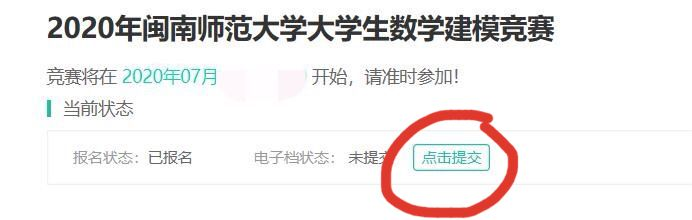 2020年闽南师范大学大学生数学建模竞赛
竞赛将在 2020年07月 开始，请准时参加！
当前状态
报名状态：已报名 电子档状态： 未提交 点击提交